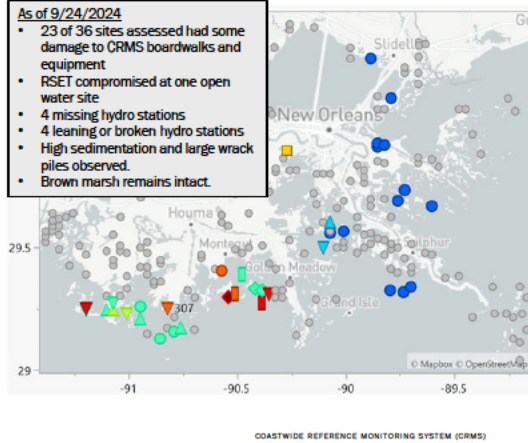 As of 9/24/2024
• 23 of 36 sites assessed had some
damage to CRMS boardwalks and
equipment
• RSET compromised at one open
water site
• 4 missing hydro stations
• 4 leaning or broken hydro stations
• High sedimentation and large wrack
piles observed.
• Brown marsh remains intact.
Slidell
New Orleans
Houma
29.5
Meadow
Grand Isle
307
29
© Mapbox © OpenStreetMap
-91
-90.5
-90
-89.5
COASTWIDE REFERENCE MONITORING SYSTEM (CRMS)